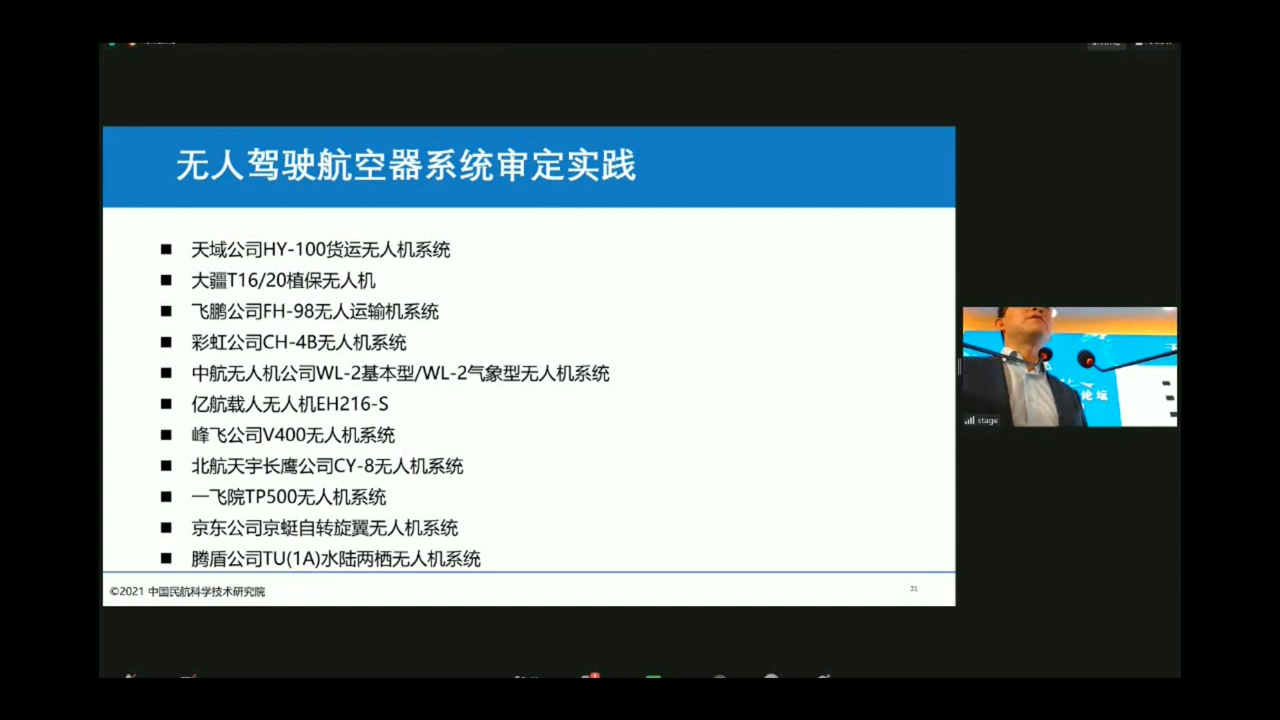 无人驾驶航空器系统审定实践
■ 天域公司HY-100货运无人机系统
■ 大疆T16/20植保无人机
■ 飞鹏公司FH-98无人运输机系统
■ 彩虹公司CH-4B无人机系统
■ 中航无人机公司WL-2基本型/WL-2气象型无人机系统
■ 亿航载人无人机EH216-S
■ 峰飞公司V400无人机系统
■ 北航天宇长鹰公司CY-8无人机系统
■ 一飞院TP500无人机系统
■ 京东公司京蜓自转旋翼无人机系统
■ 腾盾公司TU(1A)水陆两栖无人机系统
©2021 中国民航科学技术研究院
21
论坛
stage